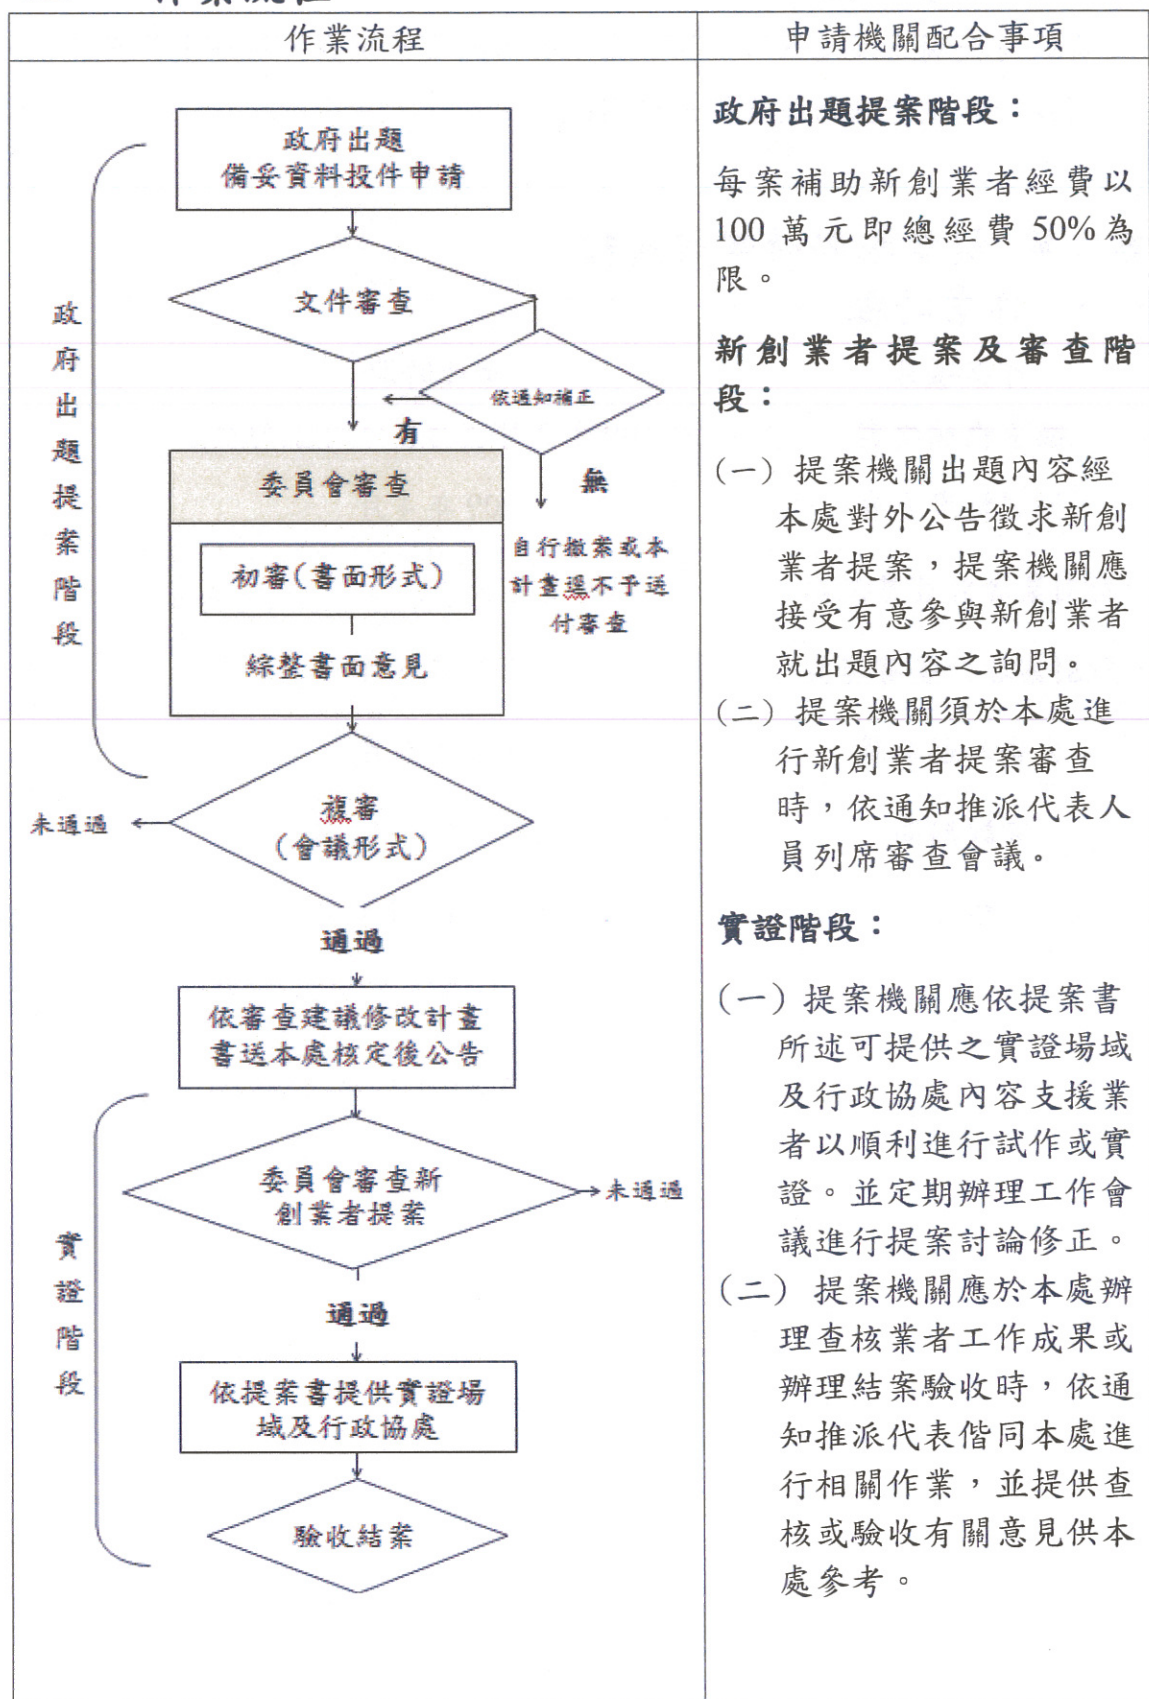 作業流程
作業流程
申請機關配合事項
政府出題提案階段
政府出題
備妥資料投件申請
文件審查
依通知補正
有
無
委員會審查
初審(書面形式)
綜整書面意見
自行撤案或本
計畫逕不予送
付審查
複審
(會議形式)
未通過
通過
依審查建議修改計畫
書送本處核定後公告
實證階段
委員會審查新
創業者提案
未通過
通過
依提案書提供實證場
域及行政協處
驗收結案
政府出題提案階段：
每案補助新創業者經費以
100 萬元即總經費 50%為
限。
新創業者提案及審查階
段：
(一) 提案機關出題內容經
本處對外公告徵求新創
業者提案，提案機關應
接受有意參與新創業者
就出題內容之詢問。
(二) 提案機關須於本處進
行新創業者提案審查
時，依通知推派代表人
員列席審查會議。
實證階段：
(一) 提案機關應依提案書
所述可提供之實證場域
及行政協處內容支援業
者以順利進行試作或實
證。並定期辦理工作會
議進行提案討論修正。
(二) 提案機關應於本處辦
理查核業者工作成果或
辦理結案驗收時，依通
知推派代表偕同本處進
行相關作業，並提供查
核或驗收有關意見供本
處參考。